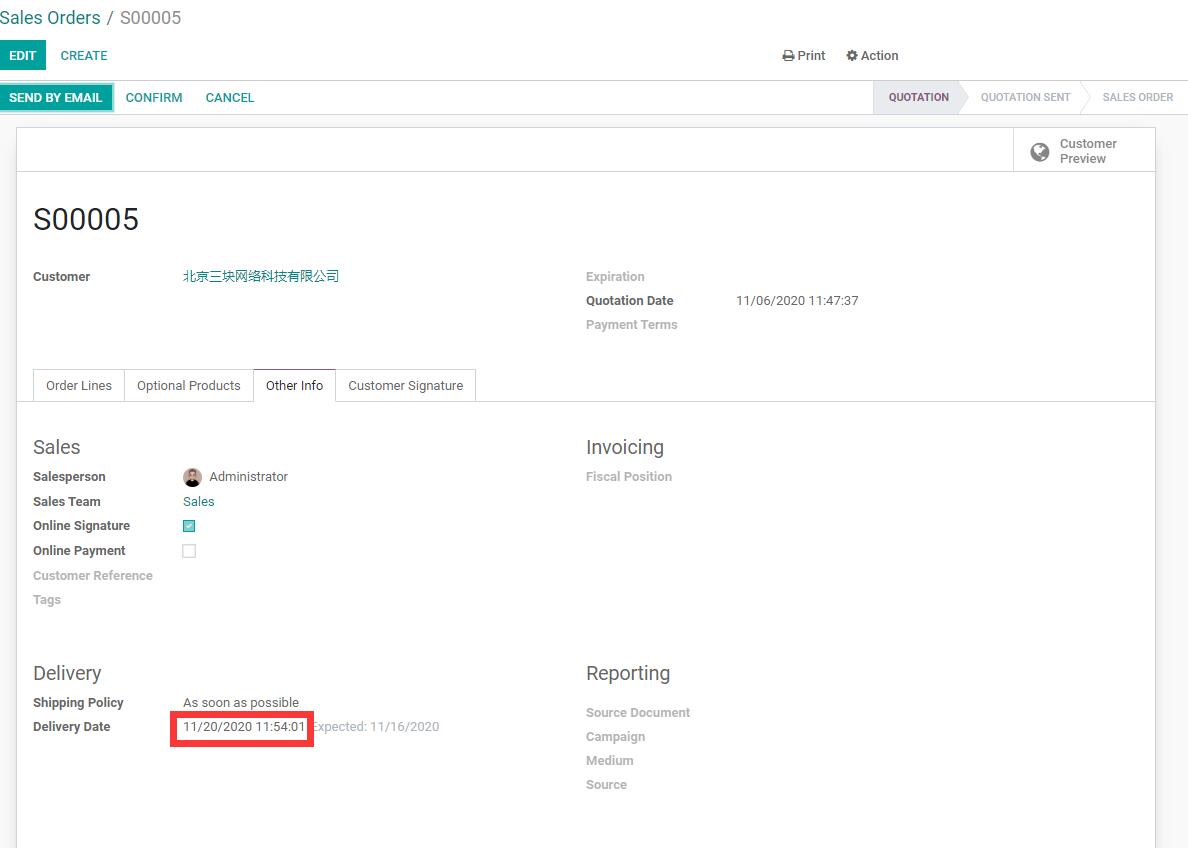 Sales Orders / S00005
EDIT CREATE Print Action
SEND BY EMAIL CONFIRM CANCEL QUOTATION QUOTATION SENT SALES ORDER
Customer
Preview
S00005
Customer 北京三块网络科技有限公司
Expiration
Quotation Date 11/06/2020 11:47:37
Payment Terms
Order Lines Optional Products Other Info Customer Signature
Sales
Salesperson Administrator
Sales Team Sales
Online Signature
Online Payment
Customer Reference
Tags
Invoicing
Fiscal Position
Delivery
Shipping Policy As soon as possible
Delivery Date 11/20/2020 11:54:01 Expected: 11/16/2020
Reporting
Source Document
Campaign
Medium
Source